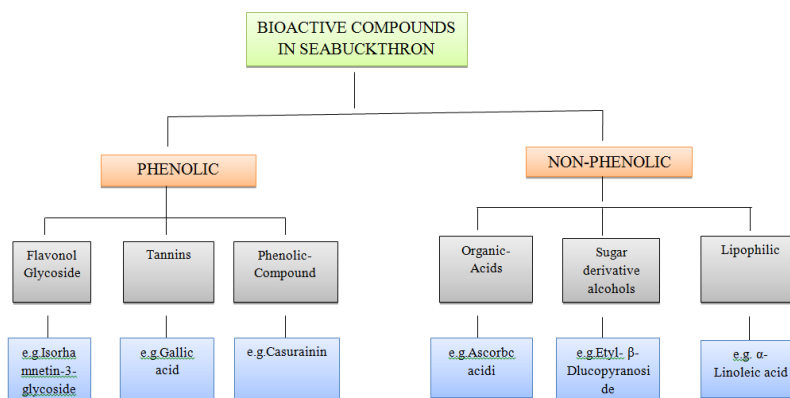 BIOACTIVE COMPOUNDS
IN SEABUCKTHRON
PHENOLIC
NON-PHENOLIC
Flavonol
Glycoside
Tannins
Phenolic-
Compound
Organic-
Acids
Sugar
derivative
alcohols
Lipophilic
e.g.Isorha
mnetin-3-
glycoside
e.g.Gallic
acid
e.g.Casurainin
e.g.Ascorbc
acidi
e.g.Etyl- β-
Dlucopyranosi
de
e.g. α-
Linoleic acid